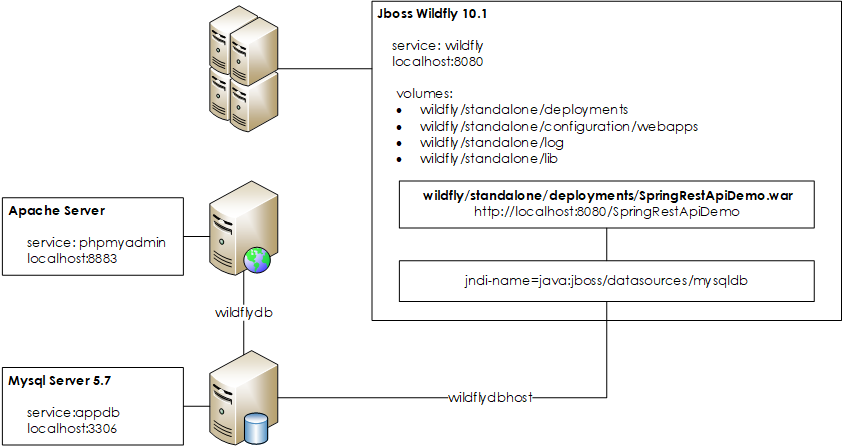 Jboss Wildfly 10.1
service: wildfly
localhost:8080
volumes:
• wildfly/standalone/deployments
• wildfly/standalone/configuration/webapps
• wildfly/standalone/log
• wildfly/standalone/lib
wildfly/standalone/deployments/SpringRestApiDemo.war
http://localhost:8080/SpringRestApiDemo
jndi-name=java:jboss/datasources/mysqldb
Apache Server
service: phpmyadmin
localhost:8883
wildflydb
Mysql Server 5.7
service:appdb
localhost:3306
wildflydbhost